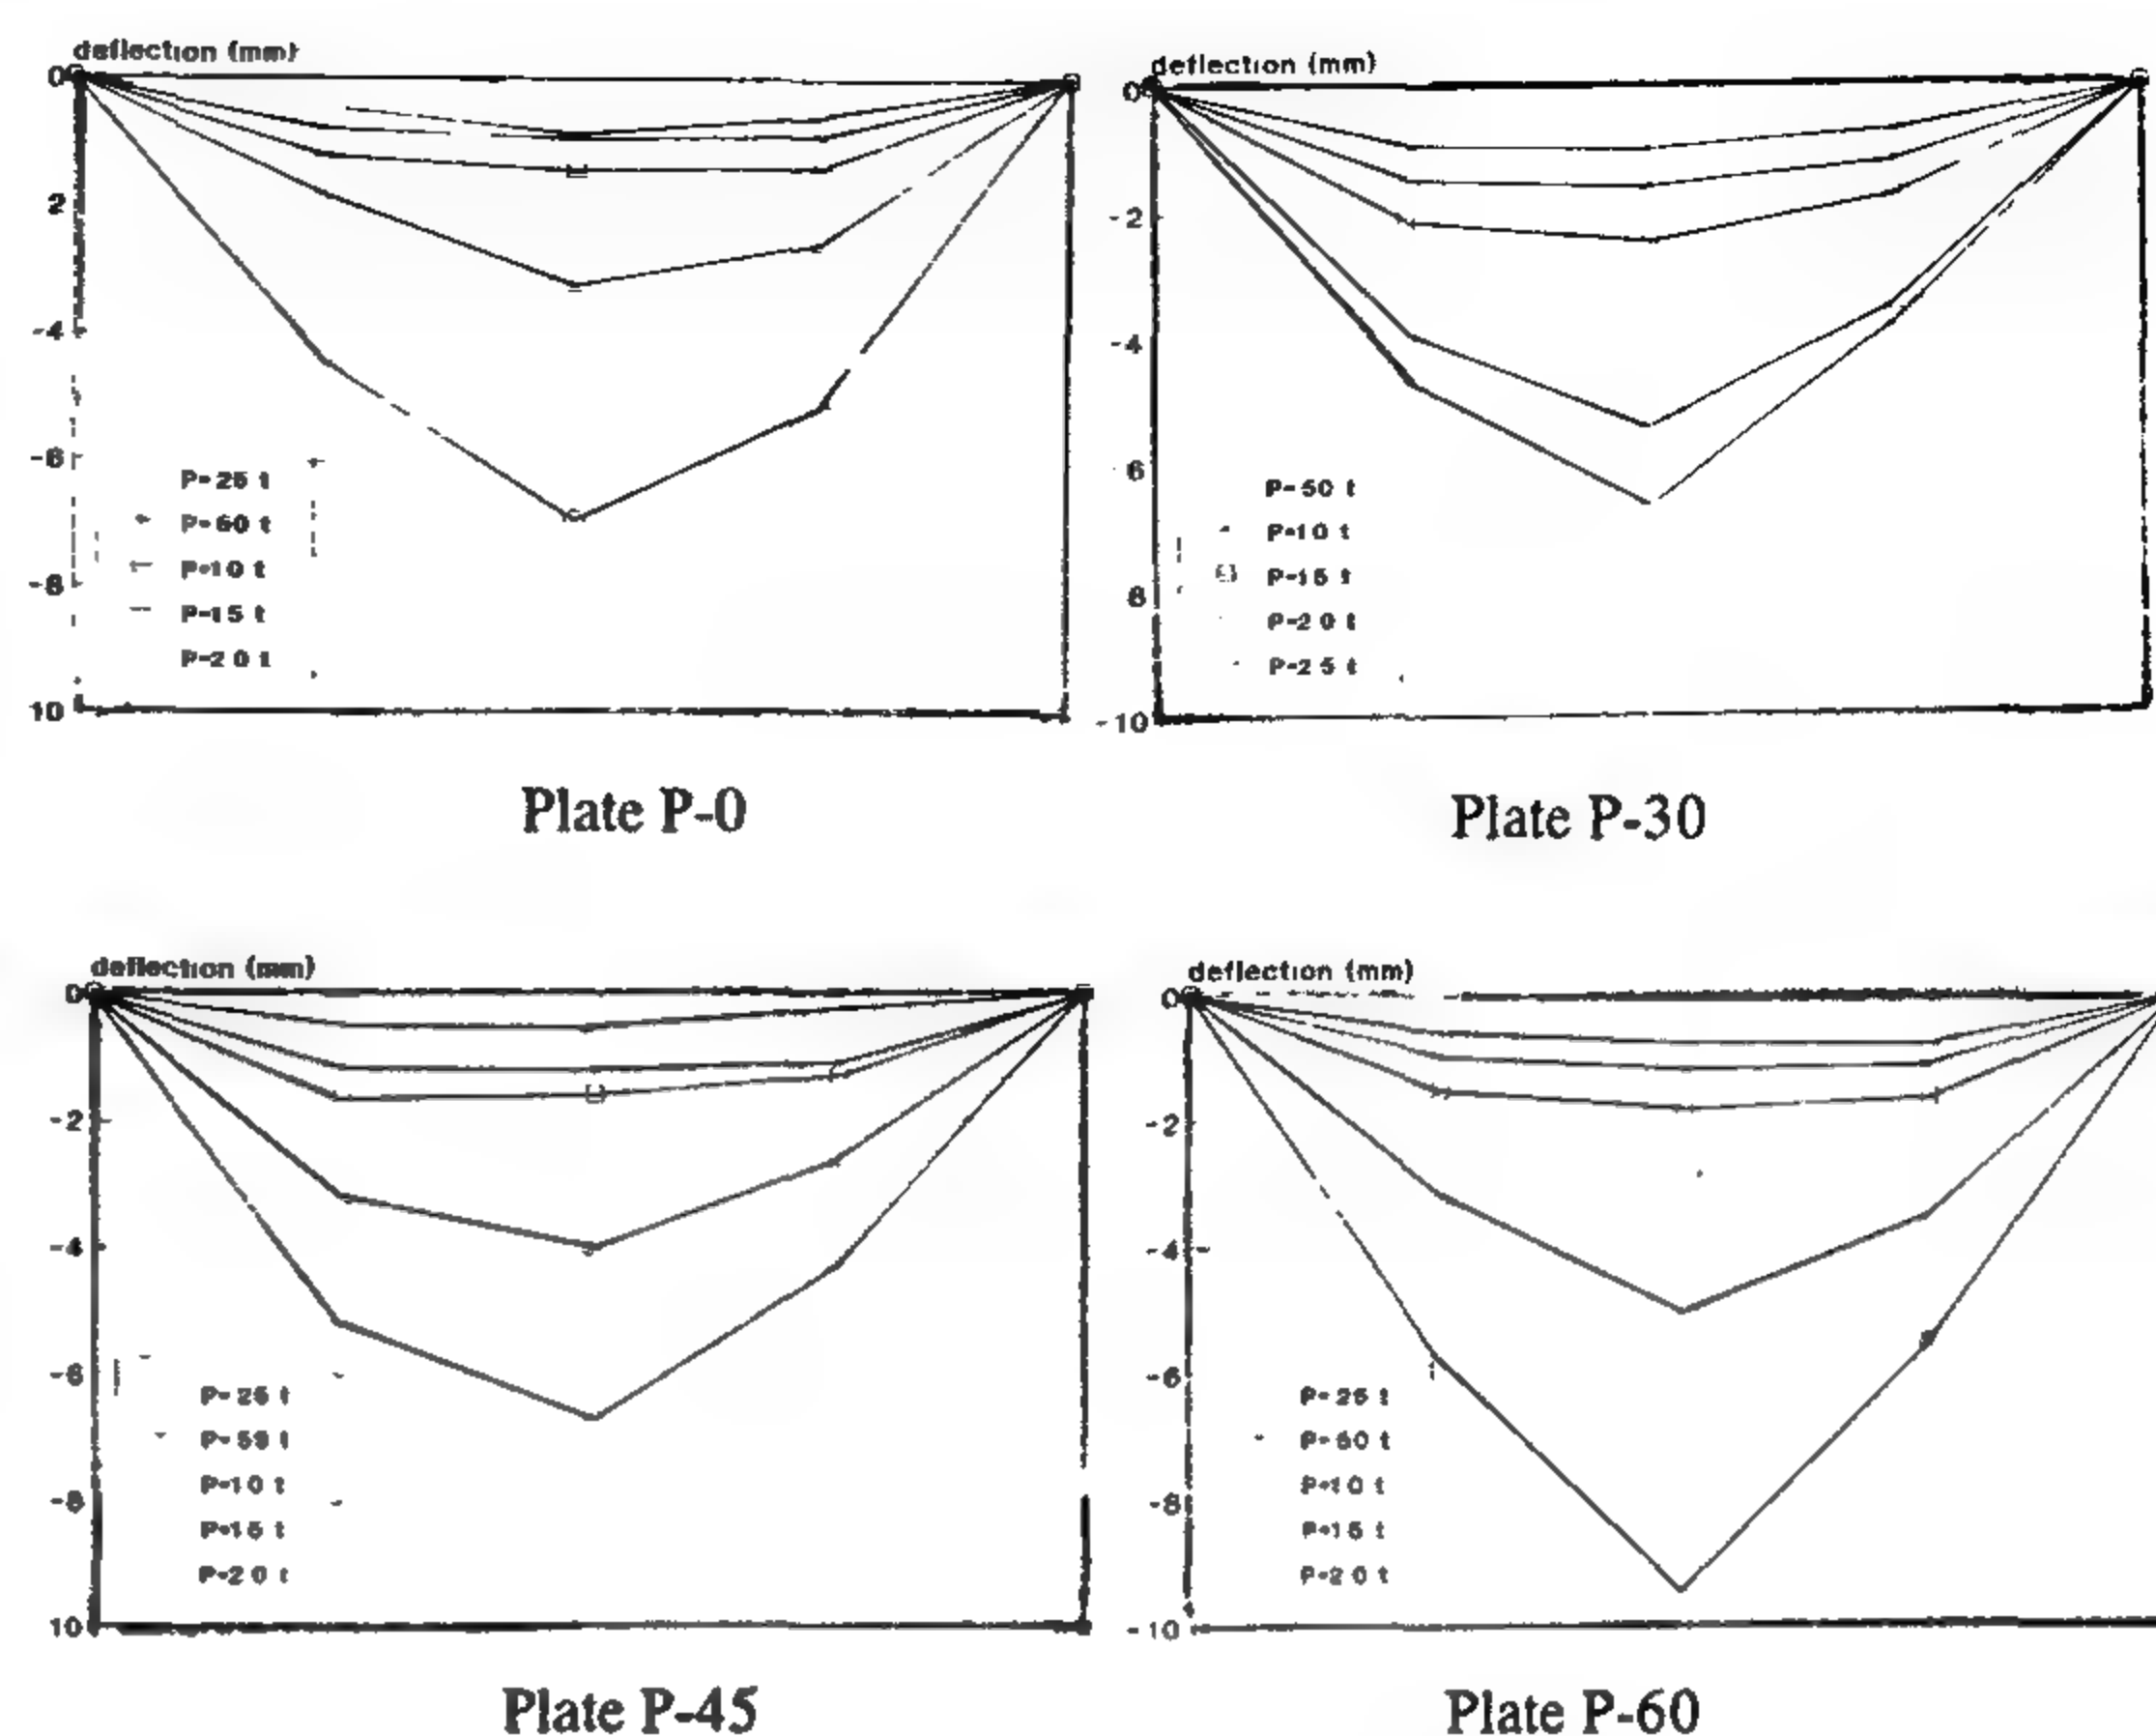 deflection (mm)
0
2
-4
-6
-8
10
P-25 t
P-60 t
P-10 t
P-15 t
P-20 t
Plate P-0
deflection (mm)
0
-2
-4
6
8
-10
P-50 t
P-10 t
P-15 t
P-20 t
P-25 t
Plate P-30
deflection (mm)
0
-2
-4
-6
-8
10
P-25 t
P-59 t
P-10 t
P-15 t
P-20 t
Plate P-45
deflection (mm)
0
-2
-4
-6
-8
-10
P-25 t
P-60 t
P-10 t
P-15 t
P-20 t
Plate P-60